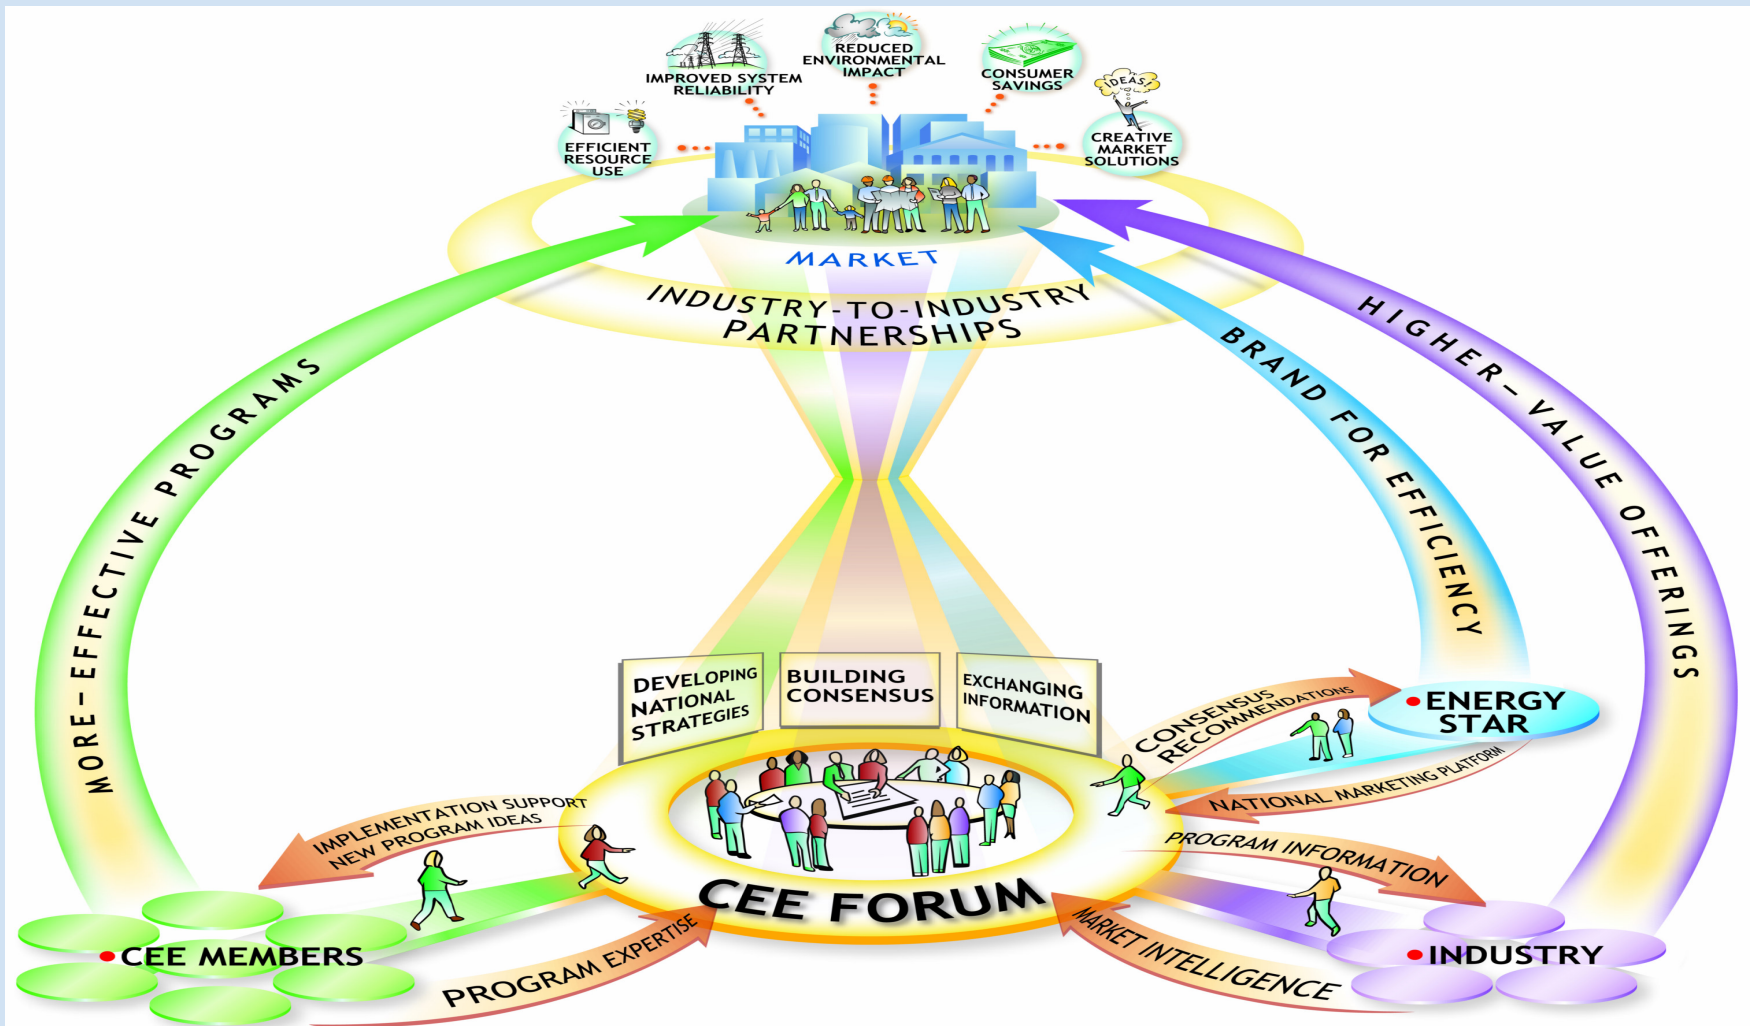 IMPROVED SYSTEM
RELIABILITY
REDUCED
ENVIRONMENTAL
IMPACT
CONSUMER
SAVINGS
IDEAS!
EFFICIENT
RESOURCE
USE
CREATIVE
MARKET
SOLUTIONS
MARKET
INDUSTRY-TO-INDUSTRY
PARTNERSHIPS
MORE-EFFECTIVE PROGRAMS
BRAND FOR EFFICIENCY
HIGHER-VALUE OFFERINGS
DEVELOPING
NATIONAL
STRATEGIES
BUILDING
CONSENSUS
EXCHANGING
INFORMATION
CONSENSUS
RECOMMENDATIONS
• ENERGY
STAR
NATIONAL MARKETING PLATFORM
IMPLEMENTATION SUPPORT
NEW PROGRAM IDEAS
PROGRAM INFORMATION
CEE FORUM
• CEE MEMBERS
PROGRAM EXPERTISE
MARKET INTELLIGENCE
• INDUSTRY